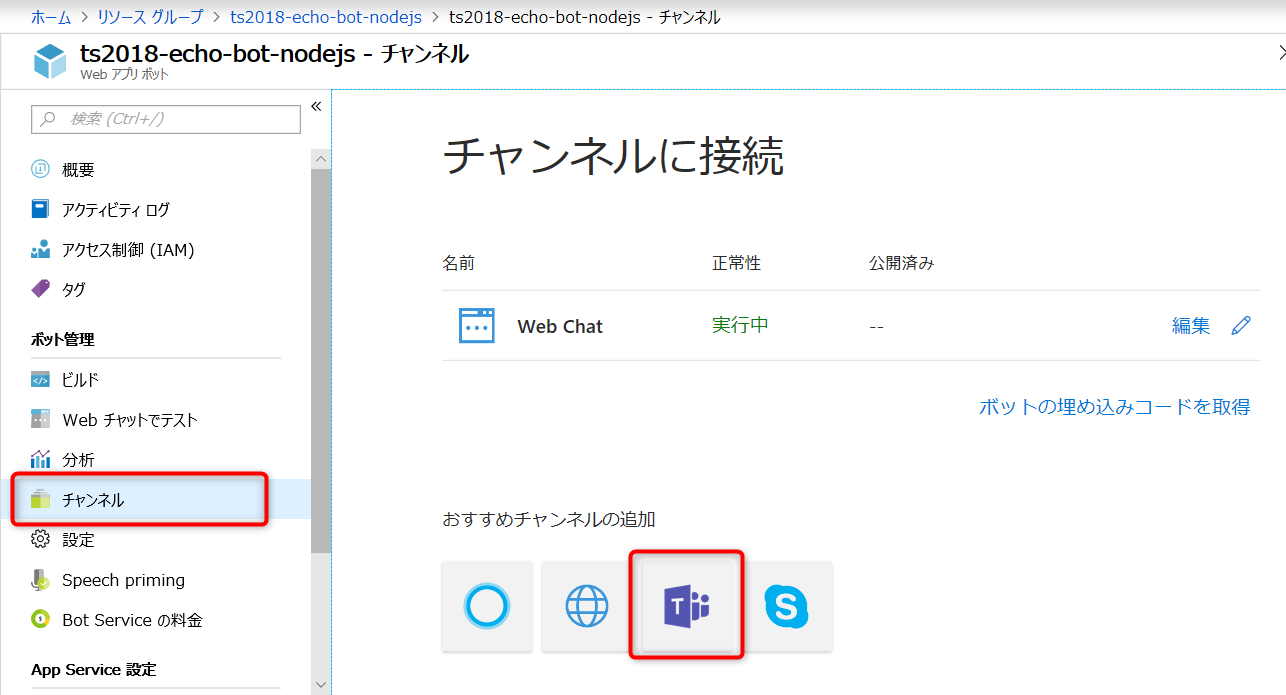 ホーム > リソース グループ > ts2018-echo-bot-nodejs > ts2018-echo-bot-nodejs - チャンネル
ts2018-echo-bot-nodejs - チャンネル
Web アプリ ボット
検索 (Ctrl+/)
«
概要
アクティビティ ログ
アクセス制御 (IAM)
タグ
ボット管理
ビルド
Web チャットでテスト
分析
チャンネル
設定
Speech priming
Bot Service の料金
App Service 設定
チャンネルに接続
名前 正常性 公開済み
Web Chat 実行中 -- 編集
ボットの埋め込みコードを取得
おすすめチャンネルの追加
T
S